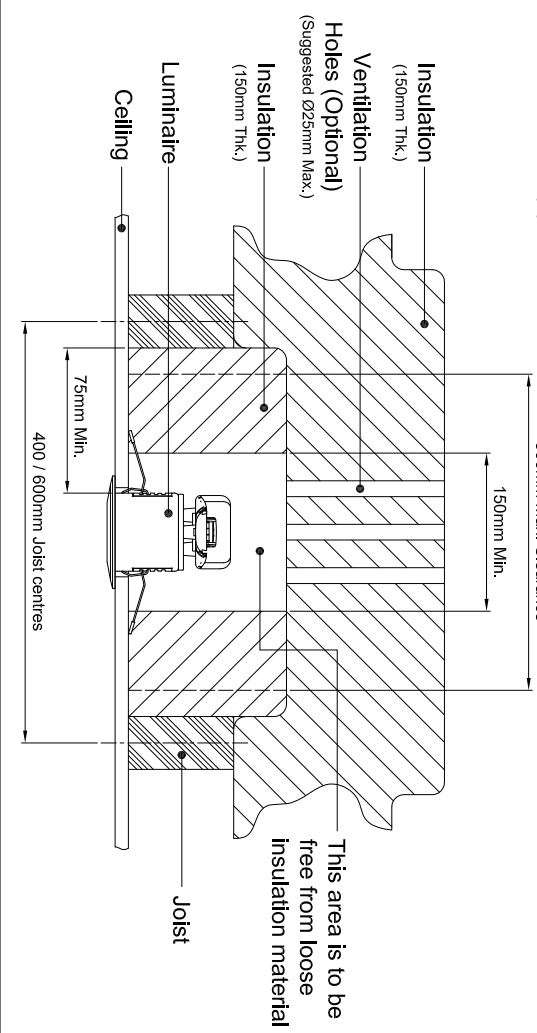 Insulation
(150mm Thk.)
Ventilation
Holes (Optional)
(Suggested Ø25mm Max.)
Insulation
(150mm Thk.)
Luminaire
Ceiling
150mm Min.
75mm Min.
400 / 600mm Joist centres
This area is to be
free from loose
insulation material
Joist